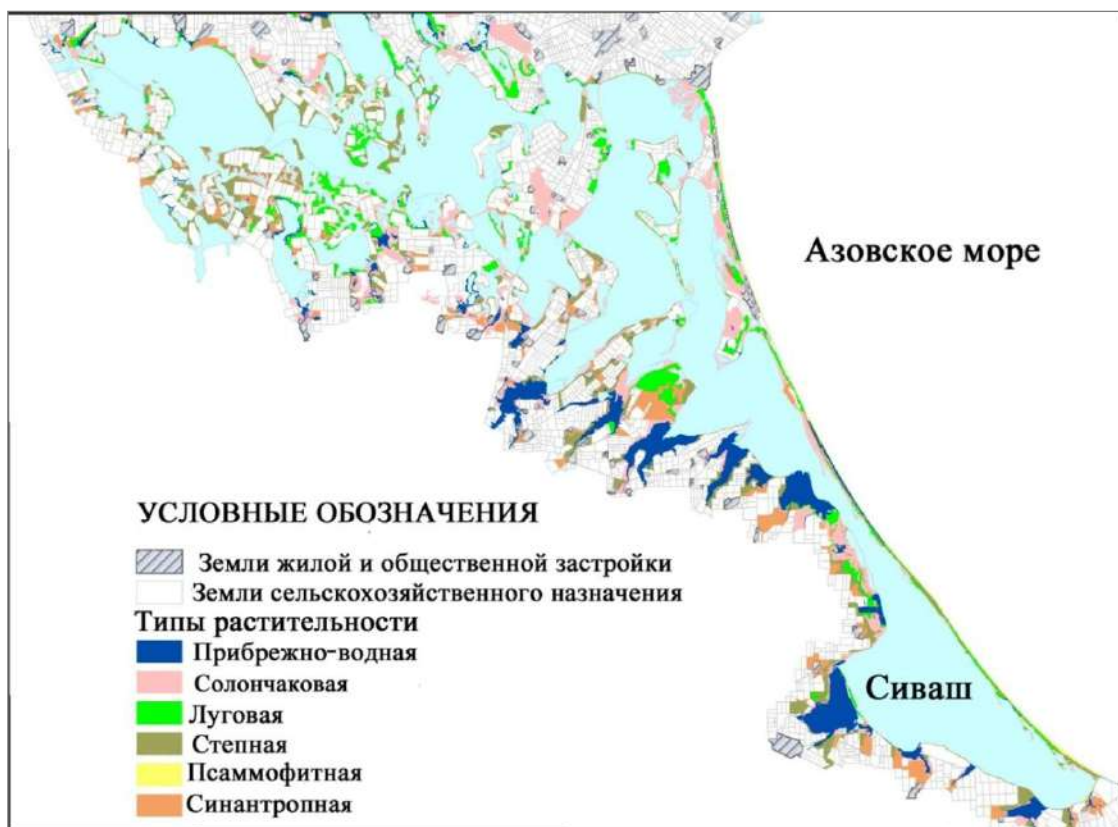 Азовское море
УСЛОВНЫЕ ОБОЗНАЧЕНИЯ
Земли жилой и общественной застройки
Земли сельскохозяйственного назначения
Типы растительности
Прибрежно-водная
Солончаковая
Луговая
Степная
Псаммофитная
Синантропная
Сиваш